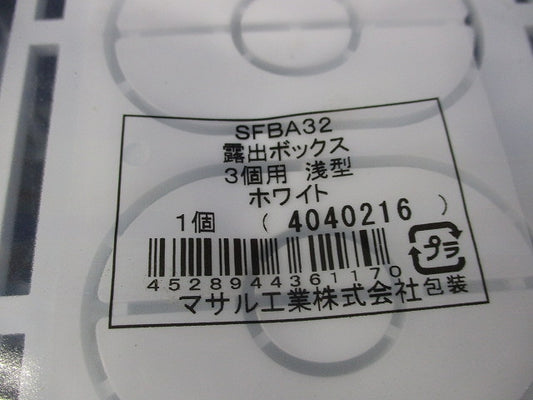 SFBA32
露出ボックス
3個用 浅型
ホワイト
1個 ( 4040216 )
4528944361170
プラ
マサル工業株式会社包装